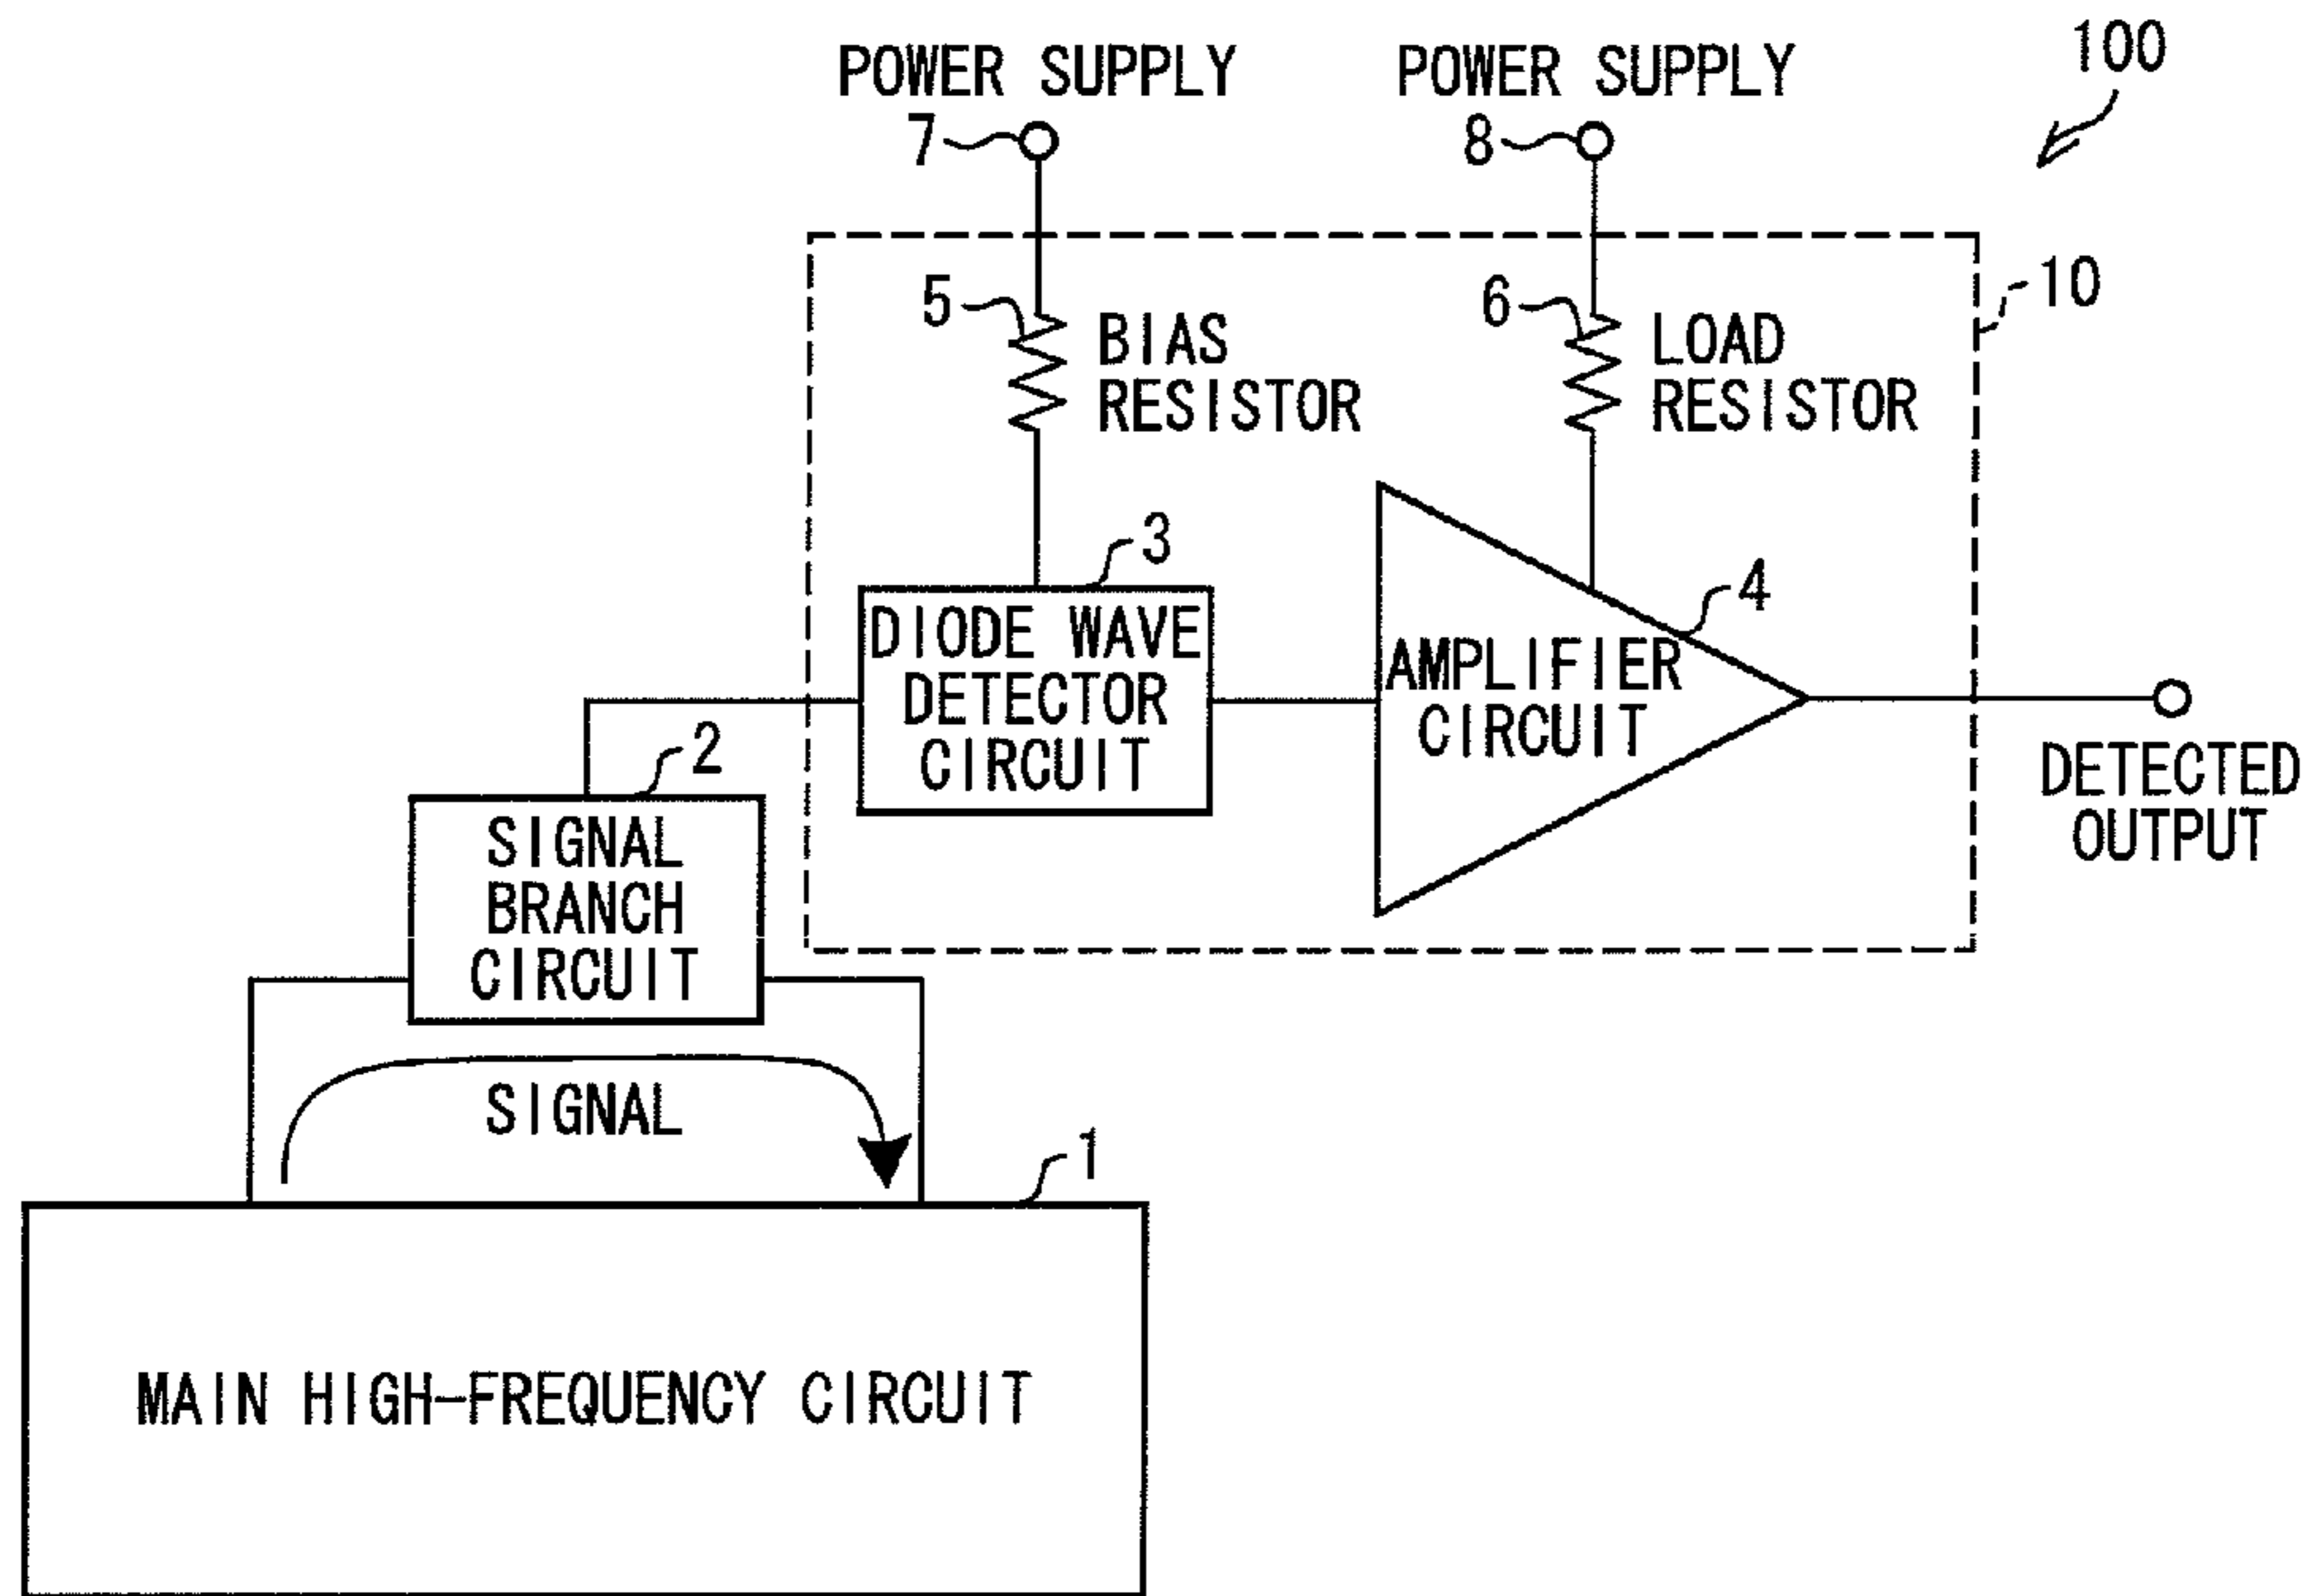 100
POWER SUPPLY
7
POWER SUPPLY
8
10
5
BIAS
RESISTOR
6
LOAD
RESISTOR
3
DIODE WAVE
DETECTOR
CIRCUIT
4
AMPLIFIER
CIRCUIT
DETECTED
OUTPUT
2
SIGNAL
BRANCH
CIRCUIT
SIGNAL
1
MAIN HIGH-FREQUENCY CIRCUIT